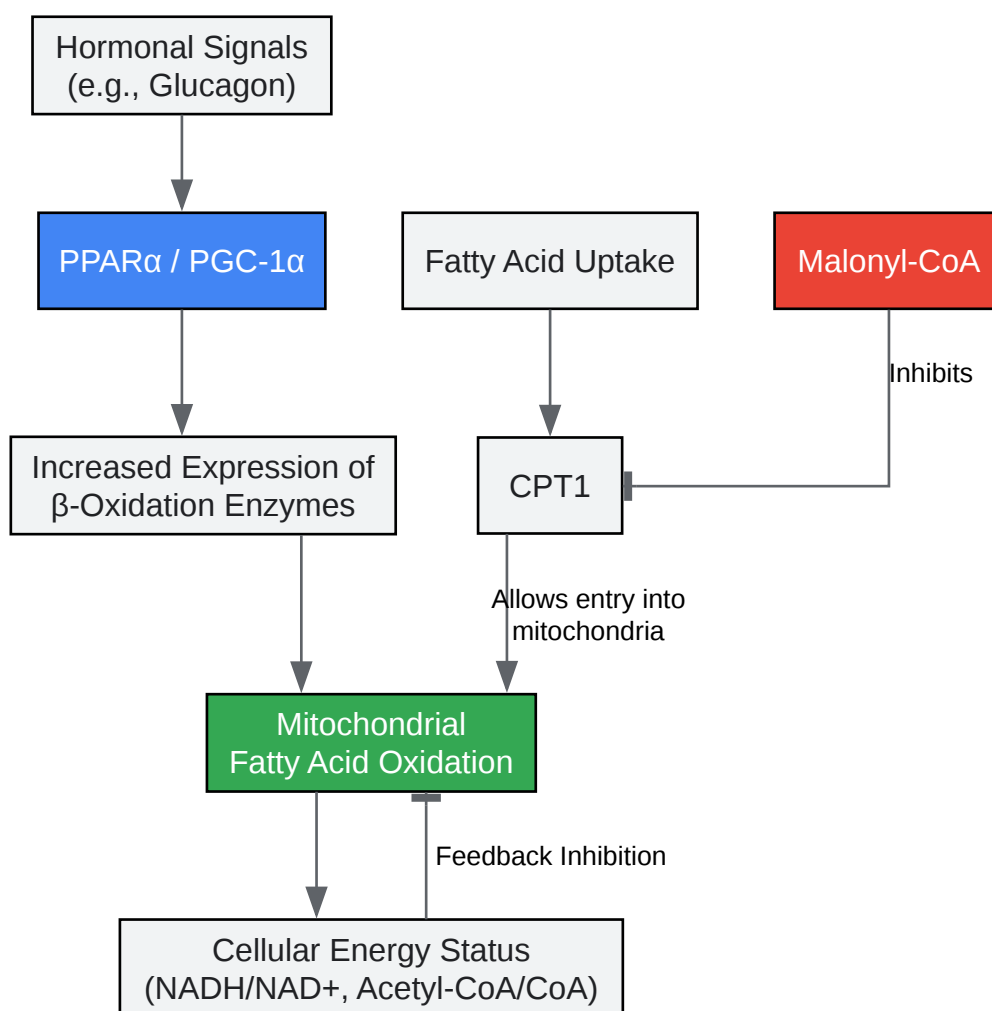 Hormonal Signals
(e.g., Glucagon)
PPARα / PGC-1α
Fatty Acid Uptake
Malonyl-CoA
Inhibits
Increased Expression of
β-Oxidation Enzymes
CPT1
Allows entry into
mitochondria
Mitochondrial
Fatty Acid Oxidation
Feedback Inhibition
Cellular Energy Status
(NADH/NAD+, Acetyl-CoA/CoA)